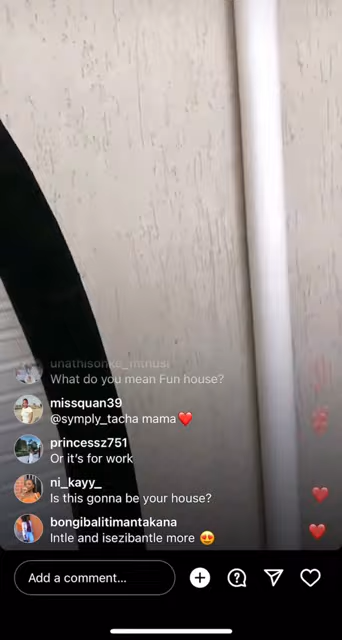 What do you mean Fun house?
missquan39
@symply_tacha mama❤️
princessz751
Or it's for work
ni_kayy_
Is this gonna be your house?
bongibalitimantakana
Intle and isezibantle more 😍
Add a comment...